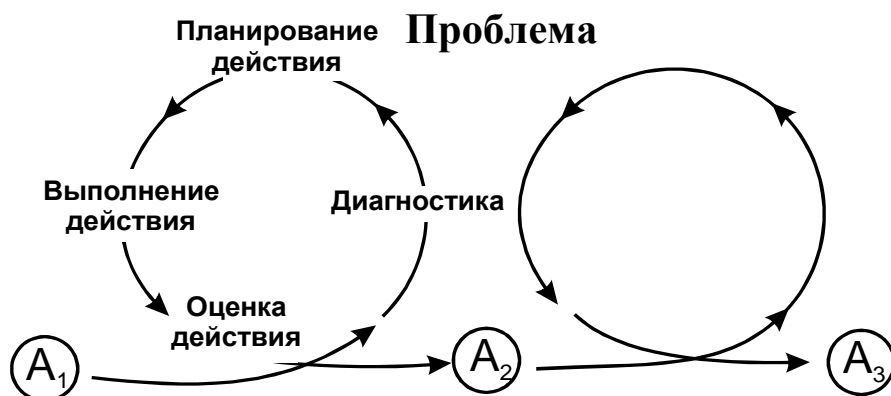 Планирование
действия
Проблема
Выполнение
действия
Диагностика
Оценка
действия
A1
A2
A3